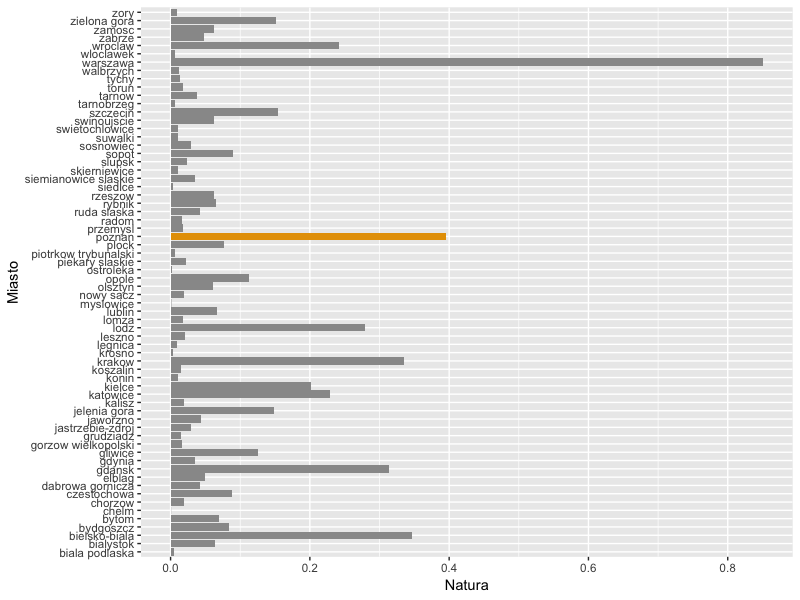 zory
zielona gora
zamosc
zabrze
wroclaw
wloclawek
warszawa
walbrzych
tychy
torun
tarnow
tarnobrzeg
szczecin
swinoujscie
swietochlowice
suwalki
sosnowiec
sopot
slupsk
skierniewice
siemianowice slaskie
siedlce
rzeszow
rybnik
ruda slaska
radom
przemysl
poznan
plock
piotrkow trybunalski
piekary slaskie
ostroleka
opole
olsztyn
nowy sacz
myslowice
lublin
lomza
lodz
leszno
legnica
krosno
krakow
koszalin
konin
kielce
katowice
kalisz
jelenia gora
jaworzno
jastrzebie-zdroj
grudziadz
gorzow wielkopolski
gliwice
gdynia
gdansk
elblag
dabrowa gornicza
czestochowa
chorzow
chelm
bytom
bydgoszcz
bielsko-biala
bialystok
biala podlaska
Miasto
0.0 0.2 0.4 0.6 0.8
Natura